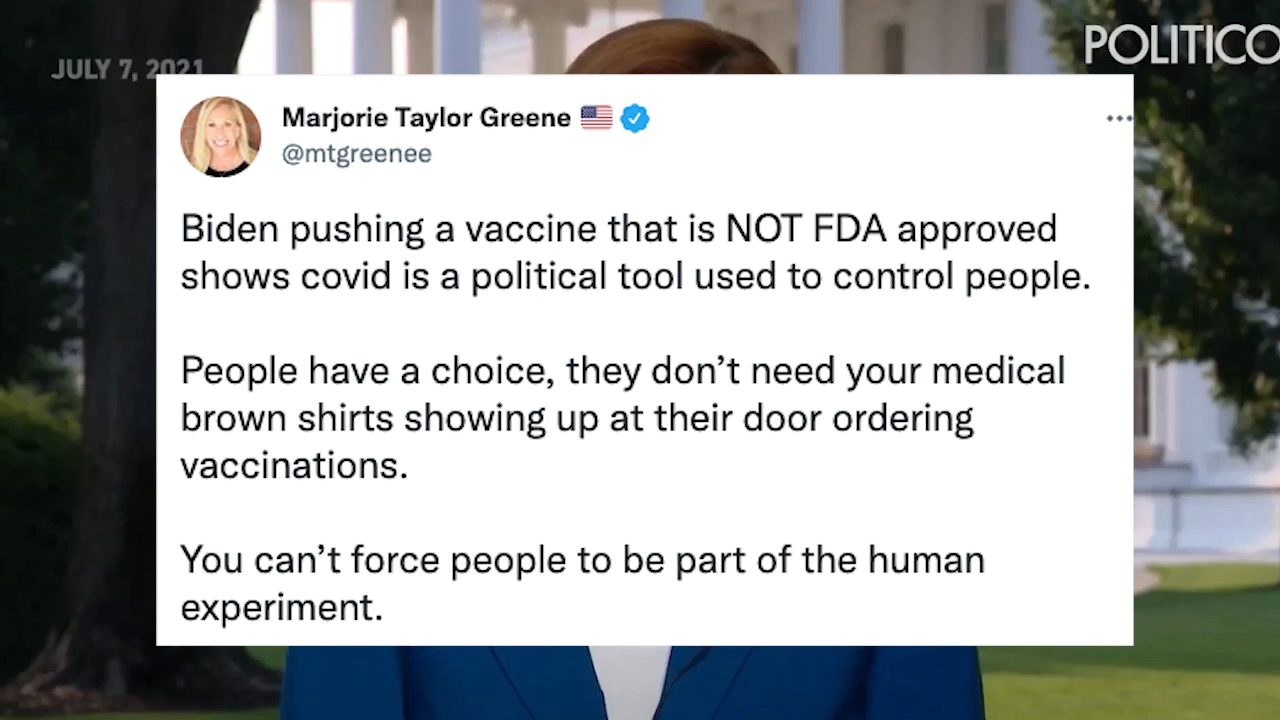 JULY 7, 2021
POLITICO
Marjorie Taylor Greene
@mtgreenee
Biden pushing a vaccine that is NOT FDA approved
shows covid is a political tool used to control people.
People have a choice, they don’t need your medical
brown shirts showing up at their door ordering
vaccinations.
You can’t force people to be part of the human
experiment.